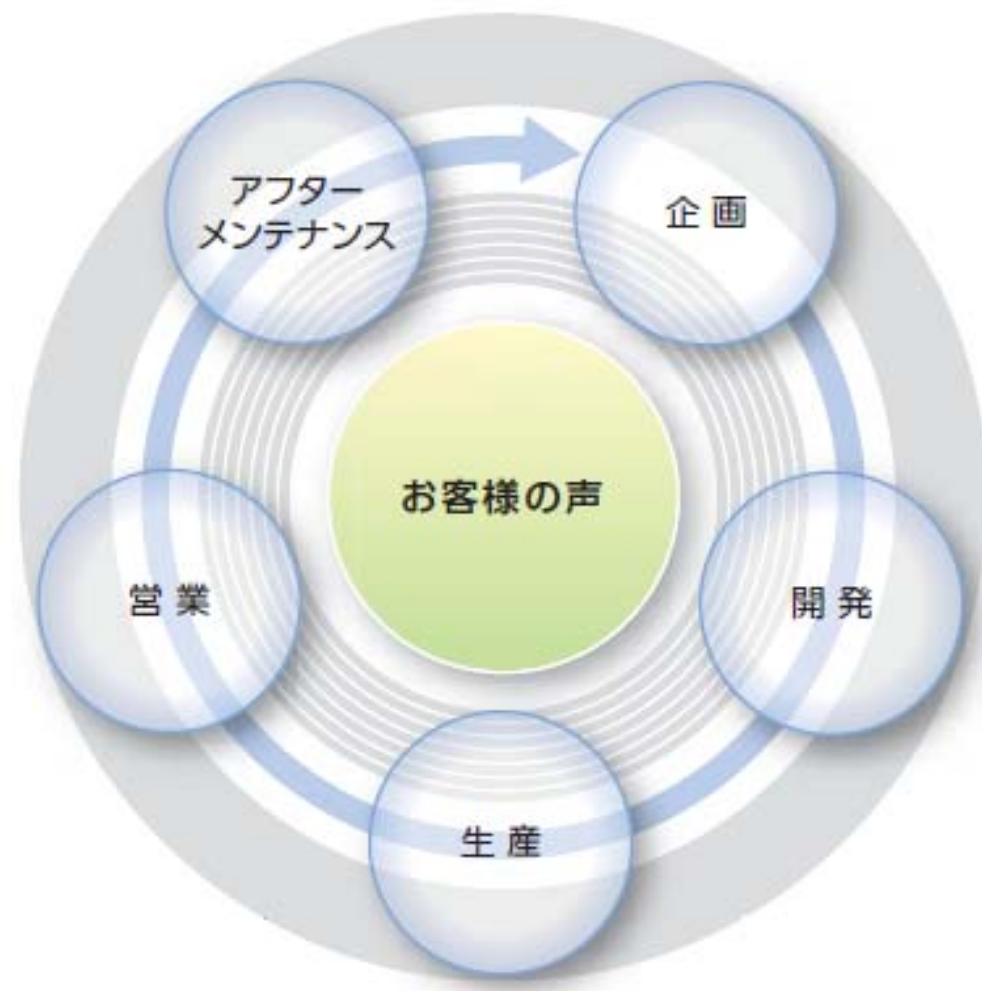 アフター
メンテナンス
企画
お客様の声
営業
開発
生産